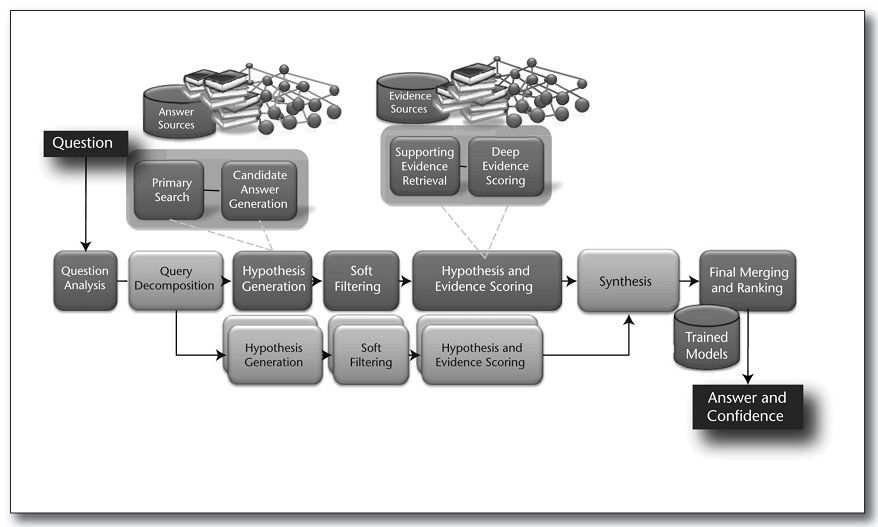 Answer
Sources
Evidence
Sources
Question
Primary
Search
Candidate
Answer
Generation
Supporting
Evidence
Retrieval
Deep
Evidence
Scoring
Question
Analysis
Query
Decomposition
Hypothesis
Generation
Soft
Filtering
Hypothesis and
Evidence Scoring
Synthesis
Final Merging
and Ranking
Trained
Models
Hypothesis
Generation
Soft
Filtering
Hypothesis and
Evidence Scoring
Answer and
Confidence